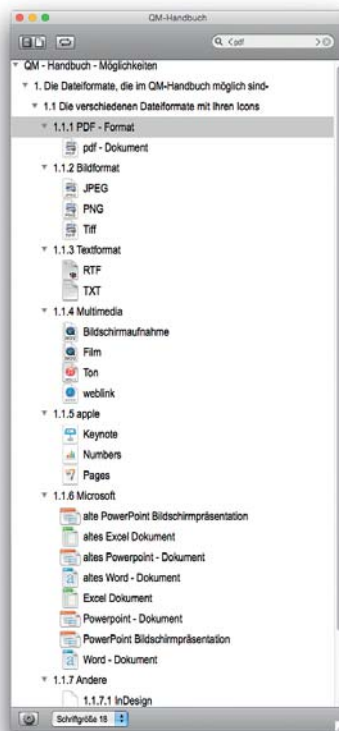 QM-Handbuch
<pdf
QM - Handbuch - Möglichkeiten
1. Die Dateiformate, die im QM-Handbuch möglich sind-
1.1 Die verschiedenen Dateiformate mit Ihren Icons
1.1.1 PDF - Format
pdf - Dokument
1.1.2 Bildformat
JPEG
PNG
Tiff
1.1.3 Textformat
RTF
TXT
1.1.4 Multimedia
Bildschirmaufnahme
Film
Ton
weblink
1.1.5 apple
Keynote
Numbers
Pages
1.1.6 Microsoft
alte PowerPoint Bildschirmpräsentation
altes Excel Dokument
altes Powerpoint - Dokument
altes Word - Dokument
Excel Dokument
Powerpoint - Dokument
PowerPoint Bildschirmpräsentation
Word - Dokument
1.1.7 Andere
1.1.7.1 InDesign
Schriftgröße 18